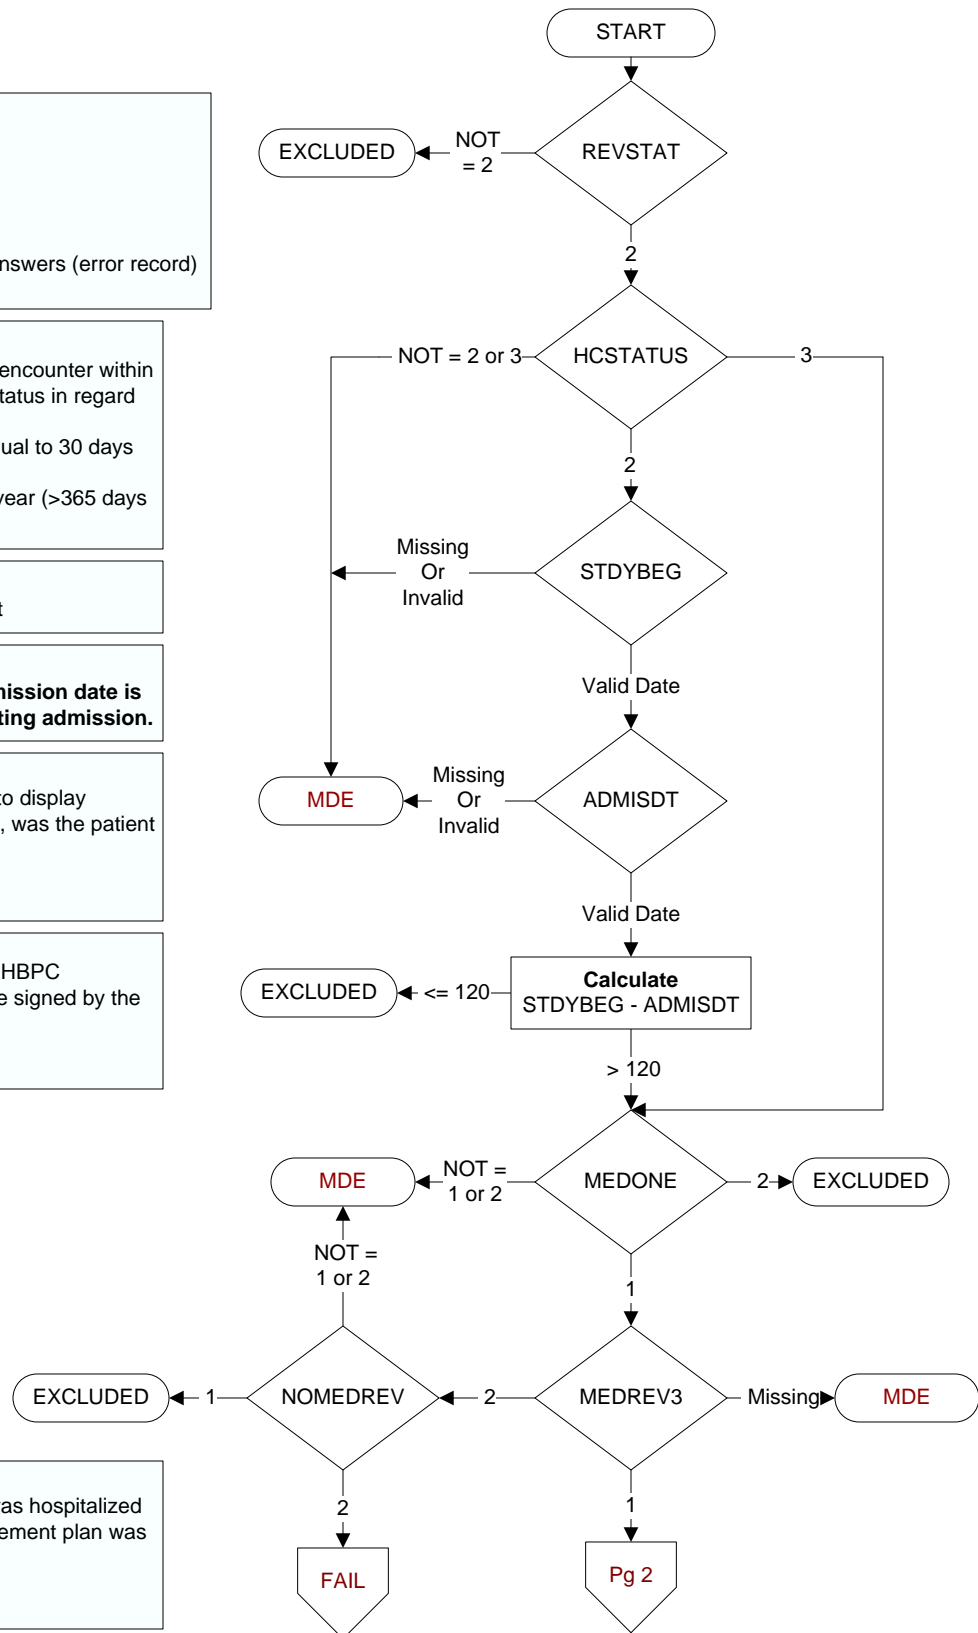 START
REVSTAT
NOT
= 2
EXCLUDED
2
nswers (error record)
encounter within
tatus in regard
ual to 30 days
year (>365 days
HCSTATUS
NOT = 2 or 3
3
2
STDYBEG
Missing
Or
Invalid
t
Valid Date
nission date is
ting admission.
ADMISDT
Missing
Or
Invalid
MDE
to display
, was the patient
Valid Date
Calculate
STDYBEG - ADMISDT
<= 120
EXCLUDED
HBPC
e signed by the
> 120
MEDONE
NOT =
1 or 2
MDE
2
EXCLUDED
NOT =
1 or 2
1
MEDREV3
Missing
MDE
2
NOMEDREV
1
EXCLUDED
as hospitalized
ement plan was
2
1
FAIL
Pg 2